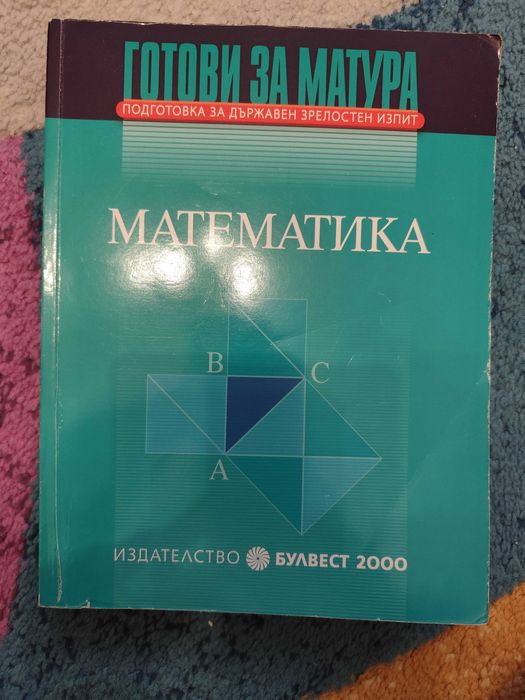 ГОТОВИ ЗА МАТУРА
ПОДГОТОВКА ЗА ДЪРЖАВЕН ЗРЕЛОСТЕН ИЗПИТ
МАТЕМАТИКА
B
C
A
ИЗДАТЕЛСТВО БУЛВЕСТ 2000